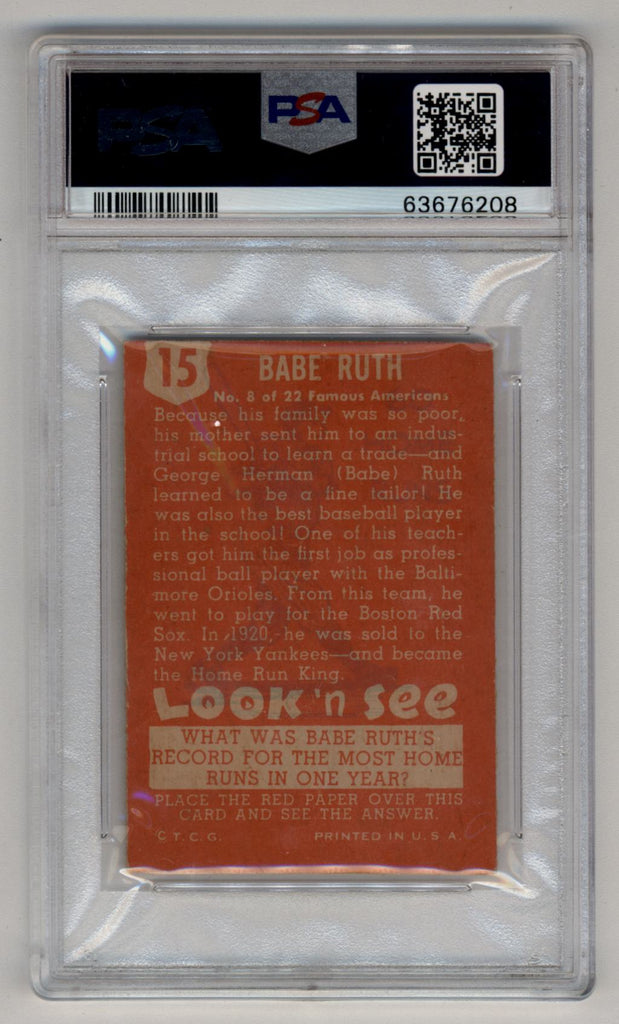 PSA
PSA
63676208
15
BABE RUTH
No. 8 of 22 Famous Americans
Because his family was so poor,
his mother sent him to an indus-
trial school to learn a trade—and
George Herman (Babe) Ruth
learned to be a fine tailor! He
was also the best baseball player
in the school! One of his teach-
ers got him the first job as profes-
sional ball player with the Balti-
more Orioles. From this team, he
went to play for the Boston Red
Sox. In 1920, he was sold to the
New York Yankees—and became
the Home Run King.
LOOK 'n See
WHAT WAS BABE RUTH'S
RECORD FOR THE MOST HOME
RUNS IN ONE YEAR?
PLACE THE RED PAPER OVER THIS
CARD AND SEE THE ANSWER.
© T. C. G.
PRINTED IN U. S. A.